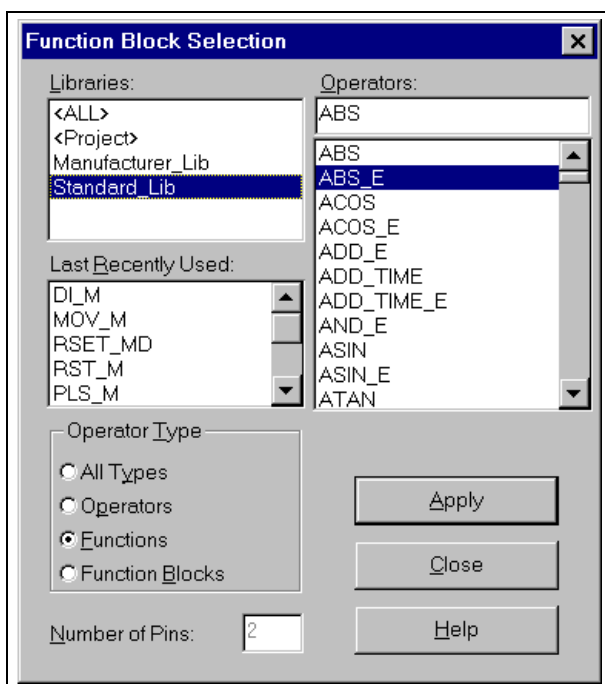 Function Block Selection
Libraries:
<ALL>
<Project>
Manufacturer_Lib
Standard_Lib
Last Recently Used:
DI_M
MOV_M
RSET_MD
RST_M
PLS_M
Operators:
ABS
ABS
ABS_E
ACOS
ACOS_E
ADD_E
ADD_TIME
ADD_TIME_E
AND_E
ASIN
ASIN_E
ATAN
Operator Type
All Types
Operators
Functions
Function Blocks
Number of Pins: 2
Apply
Close
Help